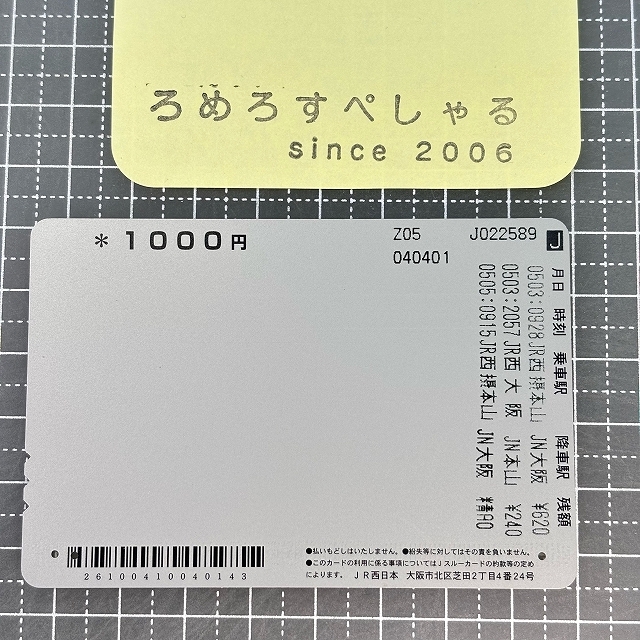 ろめろすぺしゃる
since 2006
*1000円
Z05 J022589 J
040401
月日 時刻 乗車駅 降車駅 残額
0503:0928JR西摂本山 JN大阪 ¥620
0503:2057JR西大阪 JN本山 ¥240
0505:0915JR西摂本山 JN大阪
26100410040143
●払いもどしはいたしません。●紛失等に対してはその責を負いません。
●このカードの利用に係る事項についてはJスルーカードの約款等の定め
によります。 JR西日本 大阪市北区芝田2丁目4番24号